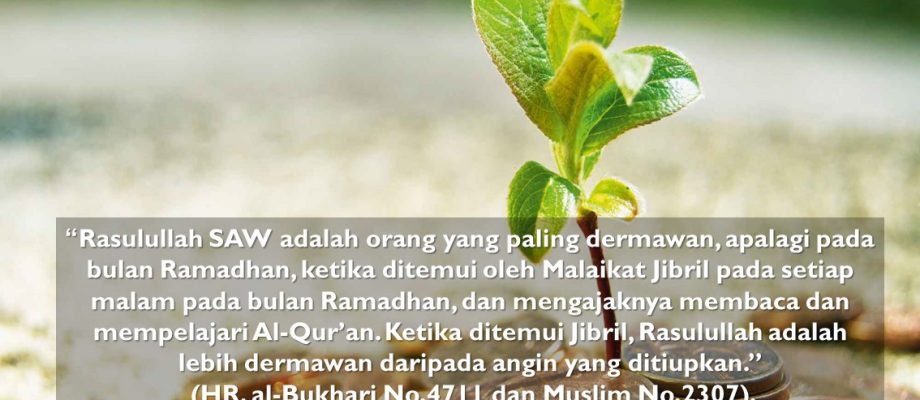 “Rasulullah SAW adalah orang yang paling dermawan, apalagi pada
bulan Ramadhan, ketika ditemui oleh Malaikat Jibril pada setiap
malam pada bulan Ramadhan, dan mengajaknya membaca dan
mempelajari Al-Qur’an. Ketika ditemui Jibril, Rasulullah adalah
lebih dermawan daripada angin yang ditiupkan.”
(HR. al-Bukhari No.4711 dan Muslim No.2307).